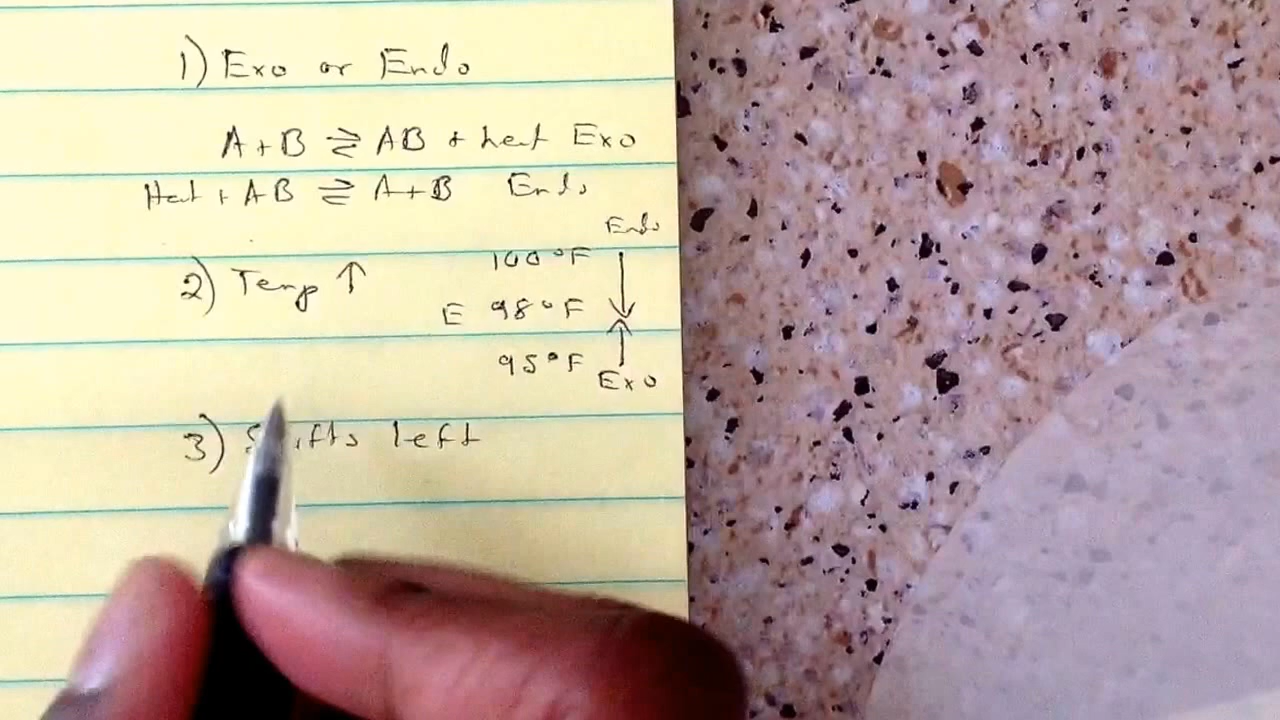 1) Exo or Endo
A + B ⇌ AB + heat Exo
Heat + AB ⇌ A + B Endo
Endo
2) Temp ↑ 100°F ↓
E 98°F
95°F ↑ Exo
3) Shifts left